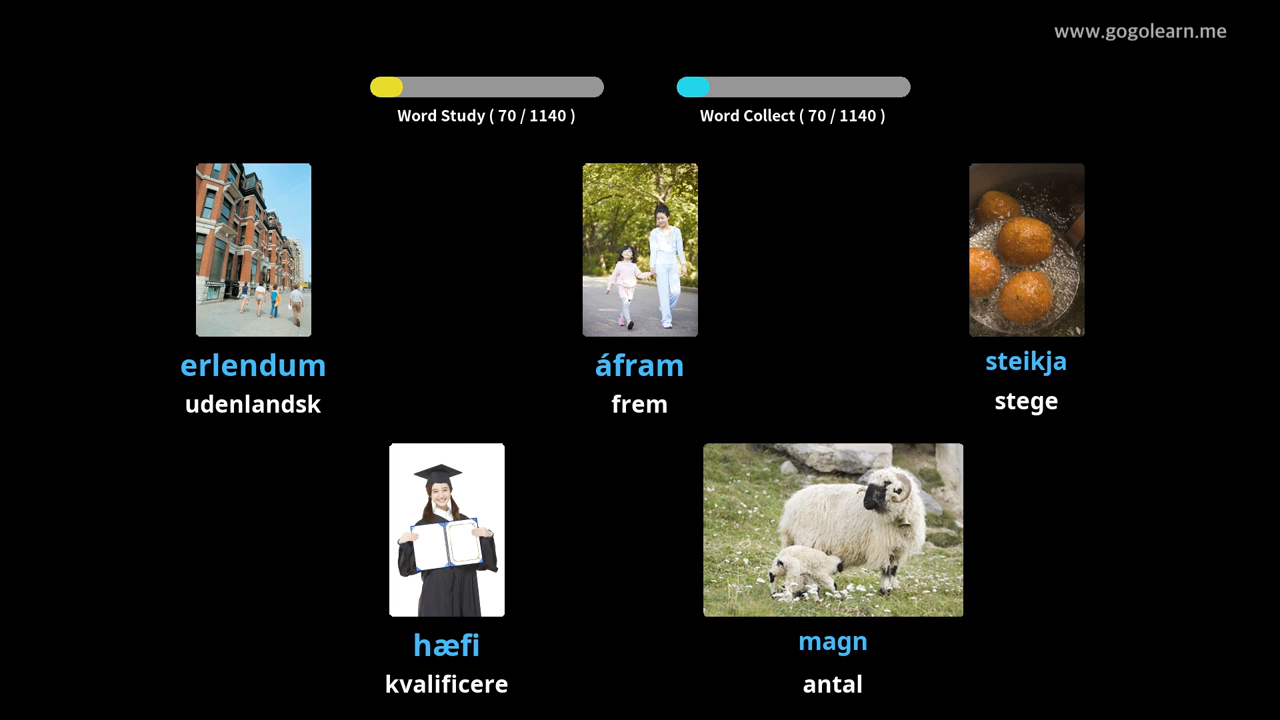 www.gogolearn.me
Word Study ( 70 / 1140 )
Word Collect ( 70 / 1140 )
erlendum
udenlandsk
áfram
frem
steikja
stege
hæfi
kvalificere
magn
antal